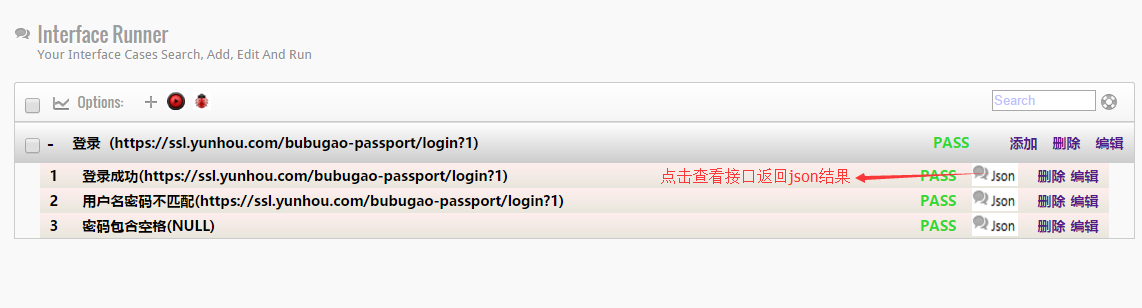 Interface Runner
Your Interface Cases Search, Add, Edit And Run
Options: Search
- 登录 (https://ssl.yunhou.com/bubugao-passport/login?1) PASS 添加 删除 编辑
1 登录成功(https://ssl.yunhou.com/bubugao-passport/login?1) 点击查看接口返回json结果 PASS Json 删除 编辑
2 用户名密码不匹配(https://ssl.yunhou.com/bubugao-passport/login?1) PASS Json 删除 编辑
3 密码包含空格(NULL) PASS Json 删除 编辑